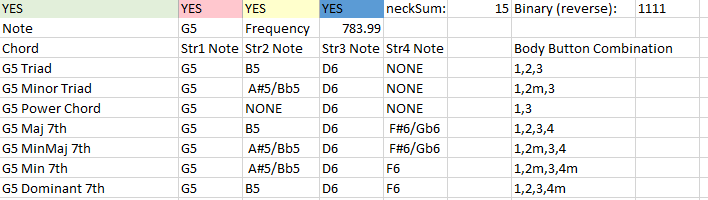 YES YES YES YES neckSum: 15 Binary (reverse): 1111
Note G5 Frequency 783.99
Chord Str1 Note Str2 Note Str3 Note Str4 Note Body Button Combination
G5 Triad G5 B5 D6 NONE 1,2,3
G5 Minor Triad G5 A#5/Bb5 D6 NONE 1,2m,3
G5 Power Chord G5 NONE D6 NONE 1,3
G5 Maj 7th G5 B5 D6 F#6/Gb6 1,2,3,4
G5 MinMaj 7th G5 A#5/Bb5 D6 F#6/Gb6 1,2m,3,4
G5 Min 7th G5 A#5/Bb5 D6 F6 1,2m,3,4m
G5 Dominant 7th G5 B5 D6 F6 1,2,3,4m